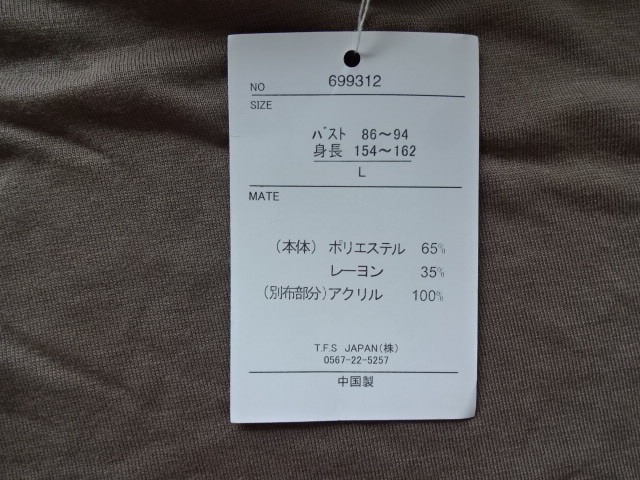 NO 699312
SIZE
バスト 86～94
身長 154～162
L
MATE
(本体) ポリエステル 65%
レーヨン 35%
(別布部分)アクリル 100%
T.F.S JAPAN(株)
0567-22-5257
中国製